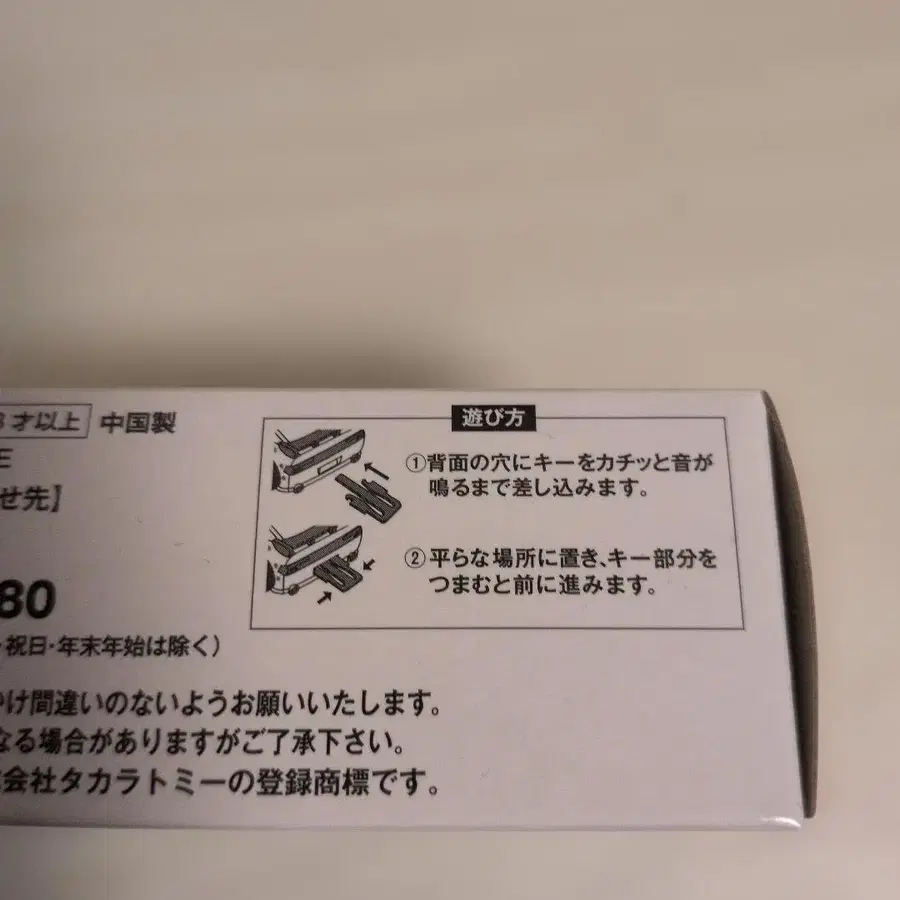 才以上 中国製
せ先】
80
・祝日・年末年始は除く）
け間違いのないようお願いいたします。
なる場合がありますがご了承下さい。
会社タカラトミーの登録商標です。
遊び方
①背面の穴にキーをカチッと音が
鳴るまで差し込みます。
②平らな場所に置き、キー部分を
つまむと前に進みます。